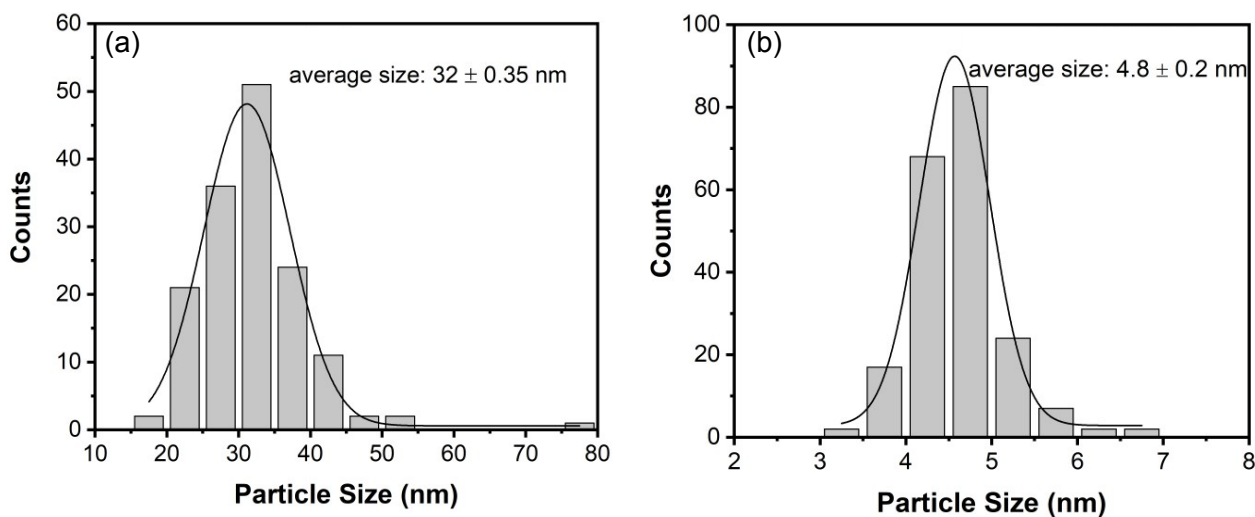 (a)
average size: 32 ± 0.35 nm
60
50
40
30
20
10
0
Counts
10 20 30 40 50 60 70 80
Particle Size (nm)
(b)
average size: 4.8 ± 0.2 nm
100
80
60
40
20
0
Counts
2 3 4 5 6 7 8
Particle Size (nm)